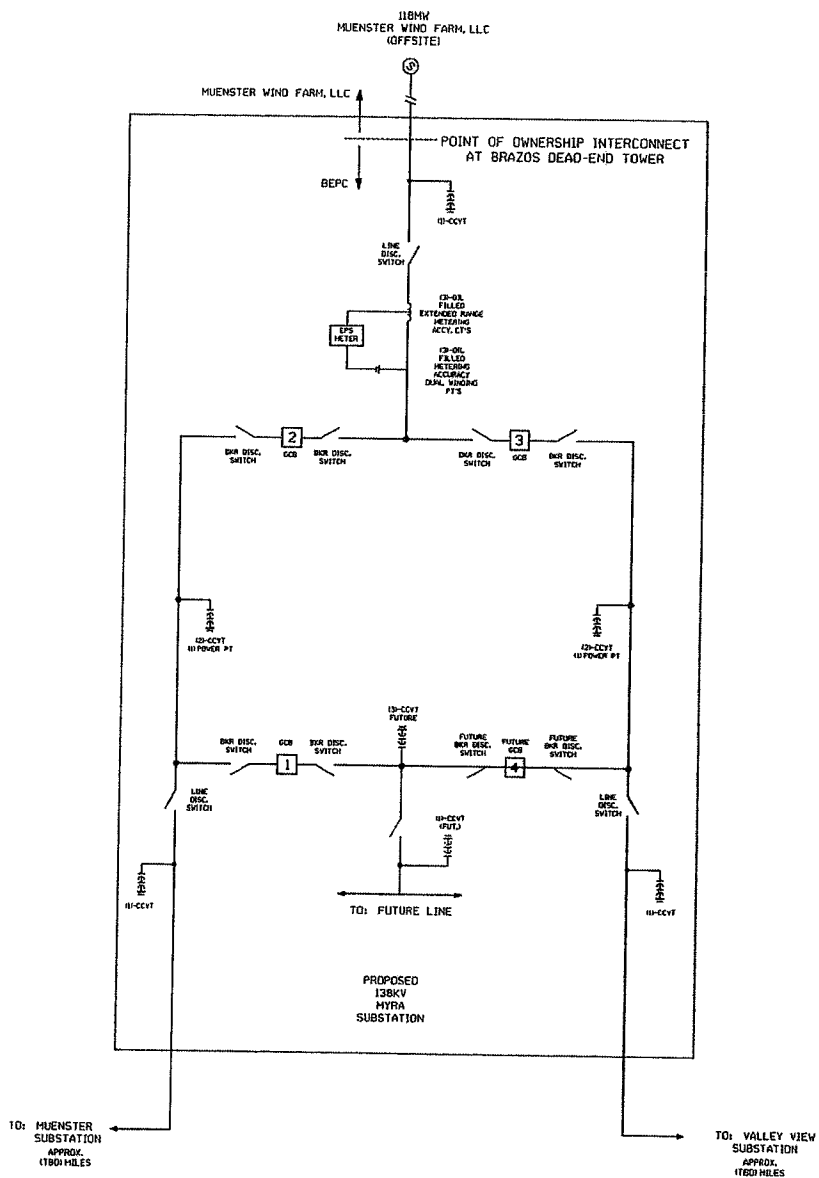 118MW
MUENSTER WIND FARM, LLC
(OFFSITE)
S
MUENSTER WIND FARM, LLC
POINT OF OWNERSHIP INTERCONNECT
AT BRAZOS DEAD-END TOWER
BEPC
(1)-CCVT
LINE
DISC.
SWITCH
(3)-OIL
FILLED
EXTENDED RANGE
METERING
ACCY. CT'S
EPS
METER
(3)-OIL
FILLED
METERING
ACCURACY
DUAL WINDING
PT'S
BKR DISC.
SWITCH
2
GCB
BKR DISC.
SWITCH
BKR DISC.
SWITCH
3
GCB
BKR DISC.
SWITCH
(2)-CCVT
(1) POWER PT
(2)-CCVT
(1) POWER PT
(3)-CCVT
FUTURE
BKR DISC.
SWITCH
GCB
1
BKR DISC.
SWITCH
FUTURE
BKR DISC.
SWITCH
FUTURE
GCB
4
FUTURE
BKR DISC.
SWITCH
LINE
DISC.
SWITCH
LINE
DISC.
SWITCH
(1)-CCVT
(FUT.)
(1)-CCVT
(1)-CCVT
TO: FUTURE LINE
PROPOSED
138KV
MYRA
SUBSTATION
TO: MUENSTER
SUBSTATION
APPROX.
(TBD) MILES
TO: VALLEY VIEW
SUBSTATION
APPROX.
(TBD) MILES